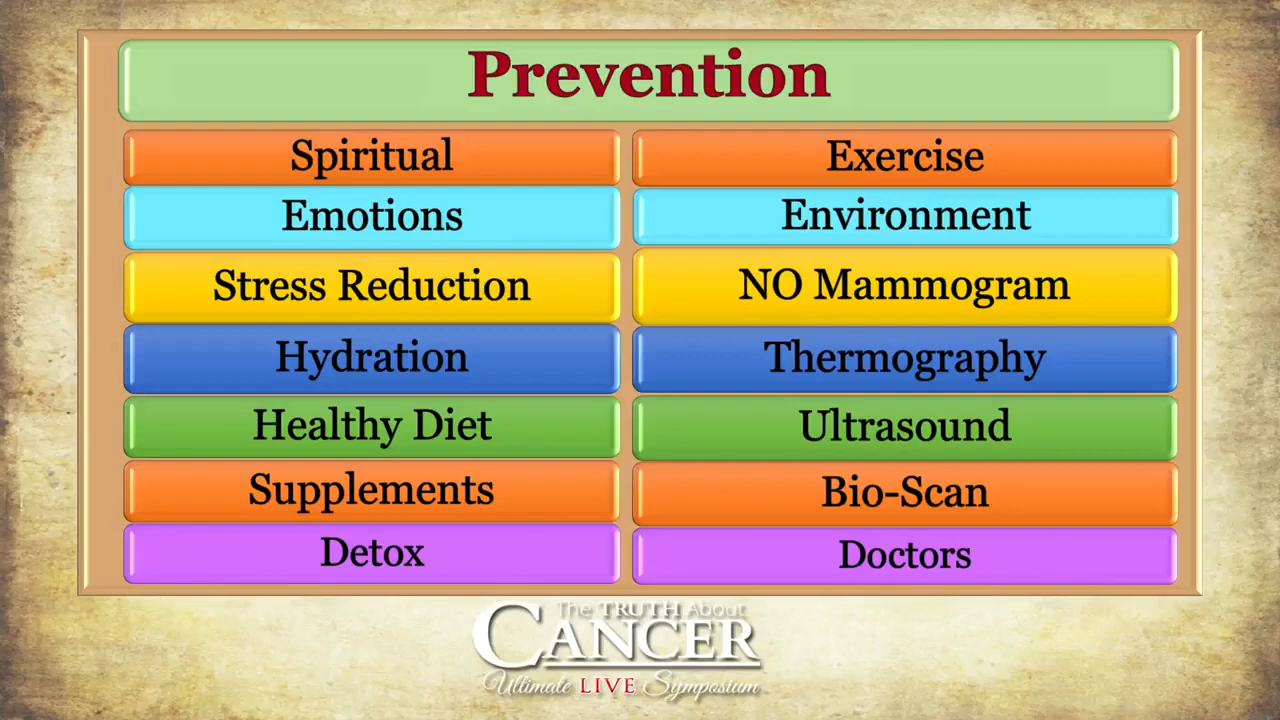 Prevention
Spiritual
Emotions
Stress Reduction
Hydration
Healthy Diet
Supplements
Detox
Exercise
Environment
NO Mammogram
Thermography
Ultrasound
Bio-Scan
Doctors
The TRUTH About
CANCER
Ultimate LIVE Symposium